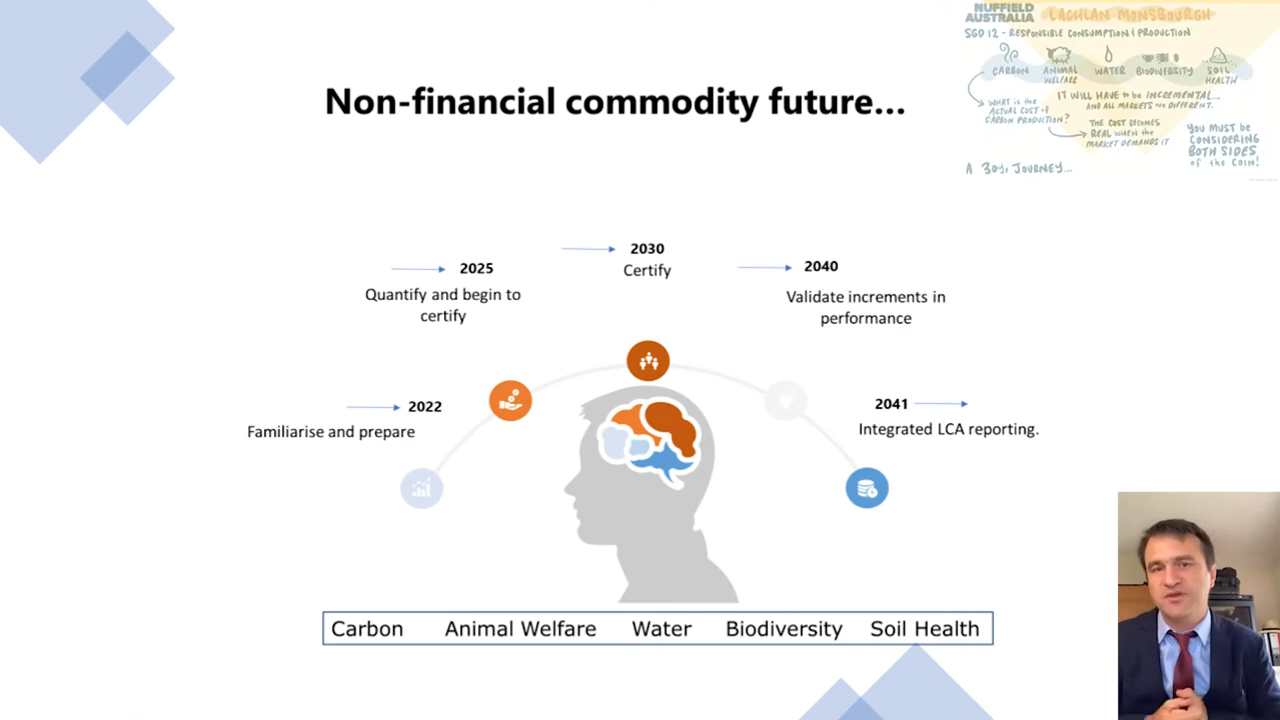 NUFFIELD
AUSTRALIA
LACHLAN MONSBOURGH
SGD 12 - RESPONSIBLE CONSUMPTION & PRODUCTION
CARBON
ANIMAL
WELFARE
WATER
BIODIVERSITY
SOIL
HEALTH
WHAT IS the
ACTUAL COST of
CARBON PRODUCTION?
IT WILL HAVE to be INCREMENTAL...
AND ALL MARKETS are DIFFERENT.
THE COST BECOMES
REAL WHEN the
MARKET DEMANDS IT
YOU MUST be
CONSIDERING
BOTH SIDES
of the COIN!
A 30yr JOURNEY...
Non-financial commodity future...
2022
Familiarise and prepare
2025
Quantify and begin to
certify
2030
Certify
2040
Validate increments in
performance
2041
Integrated LCA reporting.
Carbon Animal Welfare Water Biodiversity Soil Health